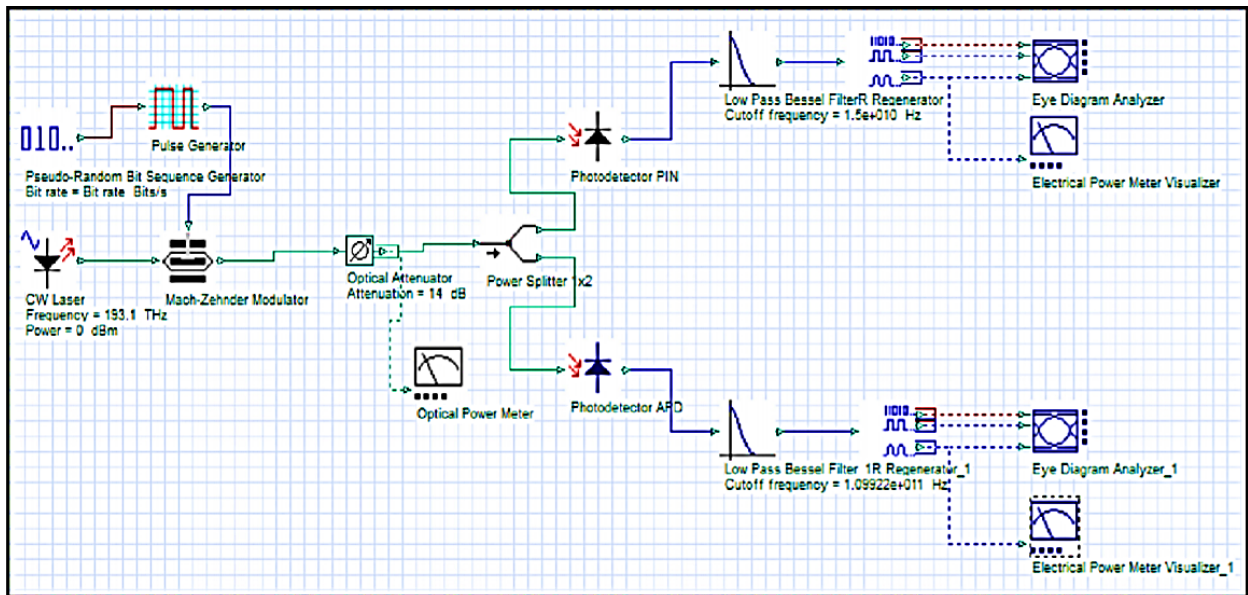 Low Pass Bessel FilterR Regenerator
Cutoff frequency = 1.5e+010 Hz
Eye Diagram Analyzer
Electrical Power Meter Visualizer
010..
Pulse Generator
Pseudo-Random Bit Sequence Generator
Bit rate = Bit rate Bits/s
Photodetector PIN
CW Laser
Frequency = 193.1 THz
Power = 0 dBm
Mach-Zehnder Modulator
Optical Attenuator
Attenuation = 14 dB
Power Splitter 1x2
Optical Power Meter
Photodetector APD
Low Pass Bessel Filter_1R Regenerator_1
Cutoff frequency = 1.09922e+011 Hz
Eye Diagram Analyzer_1
Electrical Power Meter Visualizer_1